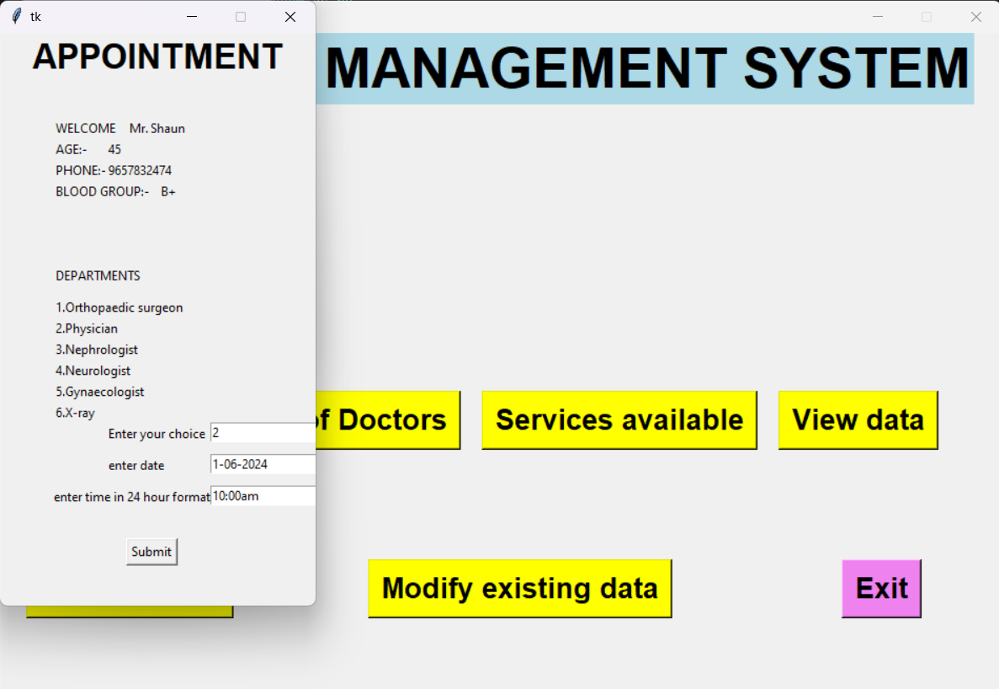 tk
APPOINTMENT
MANAGEMENT SYSTEM
WELCOME Mr. Shaun
AGE:- 45
PHONE:- 9657832474
BLOOD GROUP:- B+
DEPARTMENTS
1.Orthopaedic surgeon
2.Physician
3.Nephrologist
4.Neurologist
5.Gynaecologist
6.X-ray
Enter your choice 2
enter date 1-06-2024
enter time in 24 hour format 10:00am
Submit
of Doctors
Services available
View data
Modify existing data
Exit